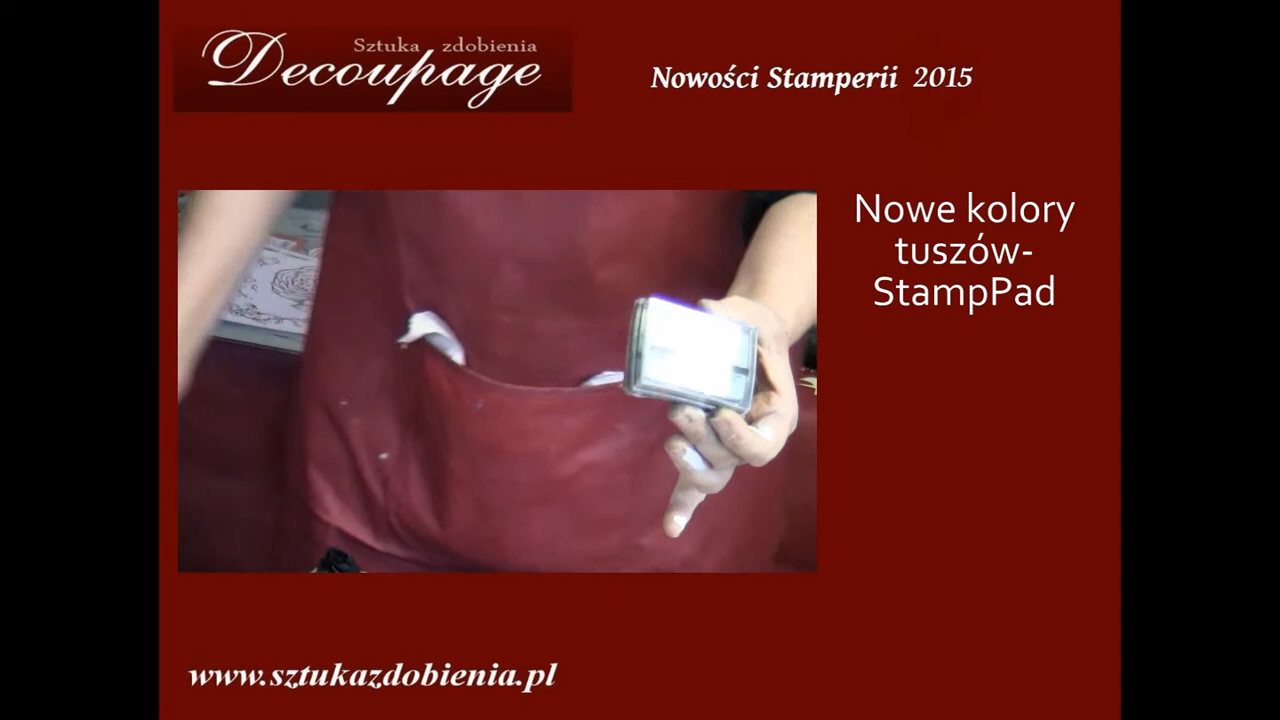 Sztuka zdobienia
Decoupage
Nowości Stamperii 2015
Nowe kolory
tuszów-
StampPad
www.sztukazdobienia.pl